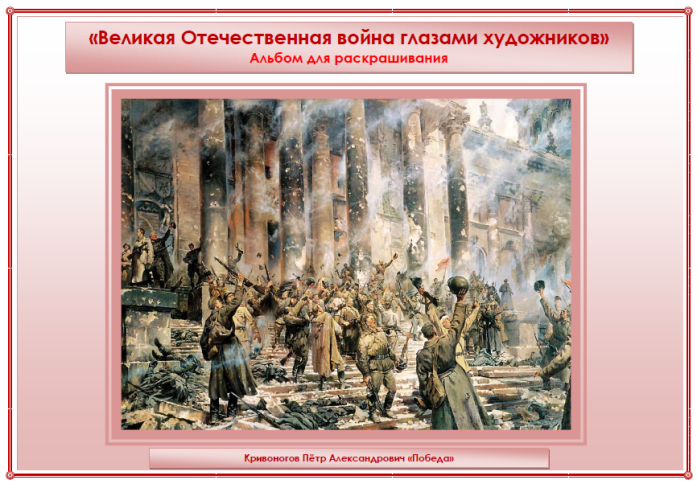 «Великая Отечественная война глазами художников»
Альбом для раскрашивания
Кривоногов Пётр Александрович «Победа»